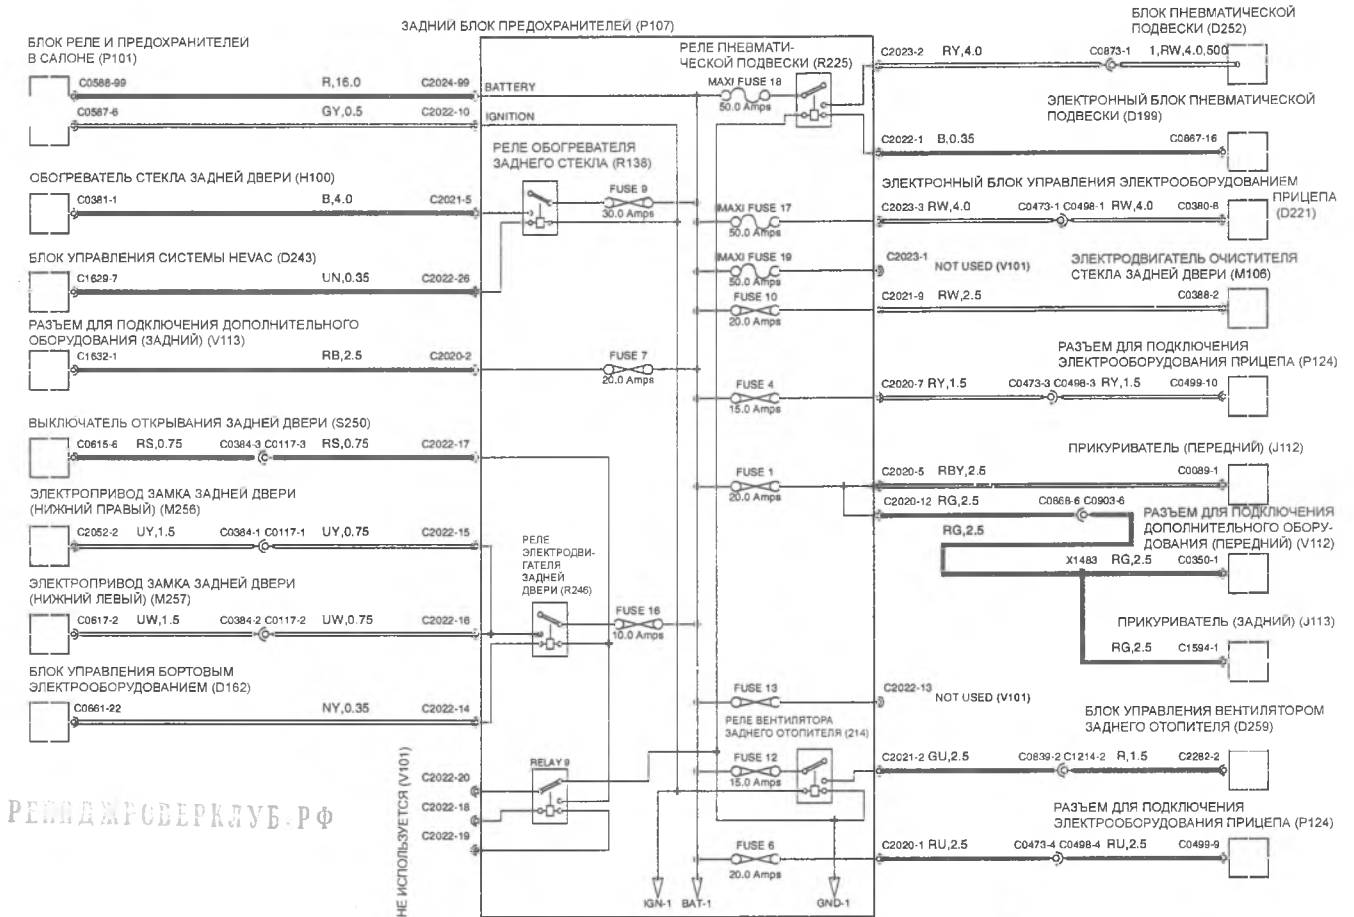 ЗАДНИЙ БЛОК ПРЕДОХРАНИТЕЛЕЙ (P107)
БЛОК РЕЛЕ И ПРЕДОХРАНИТЕЛЕЙ
В САЛОНЕ (P101)
C0588-99 R,16.0 C2024-99
BATTERY
C0587-6 GY,0.5 C2022-10
IGNITION
ОБОГРЕВАТЕЛЬ СТЕКЛА ЗАДНЕЙ ДВЕРИ (H100)
C0381-1 B,4.0 C2021-5
БЛОК УПРАВЛЕНИЯ СИСТЕМЫ HEVAC (D243)
C1629-7 UN,0.35 C2022-26
РАЗЪЕМ ДЛЯ ПОДКЛЮЧЕНИЯ ДОПОЛНИТЕЛЬНОГО
ОБОРУДОВАНИЯ (ЗАДНИЙ) (V113)
C1632-1 RB,2.5 C2020-2
ВЫКЛЮЧАТЕЛЬ ОТКРЫВАНИЯ ЗАДНЕЙ ДВЕРИ (S250)
C0615-6 RS,0.75 C0384-3 C0117-3 RS,0.75 C2022-17
ЭЛЕКТРОПРИВОД ЗАМКА ЗАДНЕЙ ДВЕРИ
(НИЖНИЙ ПРАВЫЙ) (M256)
C2052-2 UY,1.5 C0384-1 C0117-1 UY,0.75 C2022-15
ЭЛЕКТРОПРИВОД ЗАМКА ЗАДНЕЙ ДВЕРИ
(НИЖНИЙ ЛЕВЫЙ) (M257)
C0617-2 UW,1.5 C0384-2 C0117-2 UW,0.75 C2022-16
БЛОК УПРАВЛЕНИЯ БОРТОВЫМ
ЭЛЕКТРООБОРУДОВАНИЕМ (D162)
C0661-22 NY,0.35 C2022-14
НЕ ИСПОЛЬЗУЕТСЯ (V101)
C2022-20
C2022-18
C2022-19
РЕНДЖРОВЕРКЛУБ.РФ
РЕЛЕ ОБОГРЕВАТЕЛЯ
ЗАДНЕГО СТЕКЛА (R138)
FUSE 9
30.0 Amps
FUSE 7
20.0 Amps
РЕЛЕ
ЭЛЕКТРОДВИ-
ГАТЕЛЯ
ЗАДНЕЙ
ДВЕРИ (R246)
FUSE 16
10.0 Amps
RELAY 9
РЕЛЕ ПНЕВМАТИ-
ЧЕСКОЙ ПОДВЕСКИ (R225)
MAXI FUSE 18
50.0 Amps
MAXI FUSE 17
50.0 Amps
MAXI FUSE 19
50.0 Amps
FUSE 10
20.0 Amps
FUSE 4
15.0 Amps
FUSE 1
20.0 Amps
FUSE 13
РЕЛЕ ВЕНТИЛЯТОРА
ЗАДНЕГО ОТОПИТЕЛЯ (214)
FUSE 12
15.0 Amps
FUSE 6
20.0 Amps
IGN-1 BAT-1 GND-1
БЛОК ПНЕВМАТИЧЕСКОЙ
ПОДВЕСКИ (D252)
C2023-2 RY,4.0 C0873-1 1,RW,4.0,500
ЭЛЕКТРОННЫЙ БЛОК ПНЕВМАТИЧЕСКОЙ
ПОДВЕСКИ (D199)
C2022-1 B,0.35 C0867-16
ЭЛЕКТРОННЫЙ БЛОК УПРАВЛЕНИЯ ЭЛЕКТРООБОРУДОВАНИЕМ
ПРИЦЕПА
(D221)
C2023-3 RW,4.0 C0473-1 C0498-1 RW,4.0 C0380-8
C2023-1 NOT USED (V101)
ЭЛЕКТРОДВИГАТЕЛЬ ОЧИСТИТЕЛЯ
СТЕКЛА ЗАДНЕЙ ДВЕРИ (M106)
C2021-9 RW,2.5 C0388-2
РАЗЪЕМ ДЛЯ ПОДКЛЮЧЕНИЯ
ЭЛЕКТРООБОРУДОВАНИЯ ПРИЦЕПА (P124)
C2020-7 RY,1.5 C0473-3 C0498-3 RY,1.5 C0499-10
ПРИКУРИВАТЕЛЬ (ПЕРЕДНИЙ) (J112)
C2020-5 RBY,2.5 C0089-1
C2020-12 RG,2.5 C0868-6 C0903-6
РАЗЪЕМ ДЛЯ ПОДКЛЮЧЕНИЯ
ДОПОЛНИТЕЛЬНОГО ОБОРУ-
ДОВАНИЯ (ПЕРЕДНИЙ) (V112)
RG,2.5
X1483 RG,2.5 C0350-1
ПРИКУРИВАТЕЛЬ (ЗАДНИЙ) (J113)
RG,2.5 C1594-1
C2022-13 NOT USED (V101)
БЛОК УПРАВЛЕНИЯ ВЕНТИЛЯТОРОМ
ЗАДНЕГО ОТОПИТЕЛЯ (D259)
C2021-2 GU,2.5 C0839-2 C1214-2 R,1.5 C2282-2
РАЗЪЕМ ДЛЯ ПОДКЛЮЧЕНИЯ
ЭЛЕКТРООБОРУДОВАНИЯ ПРИЦЕПА (P124)
C2020-1 RU,2.5 C0473-4 C0498-4 RU,2.5 C0499-9